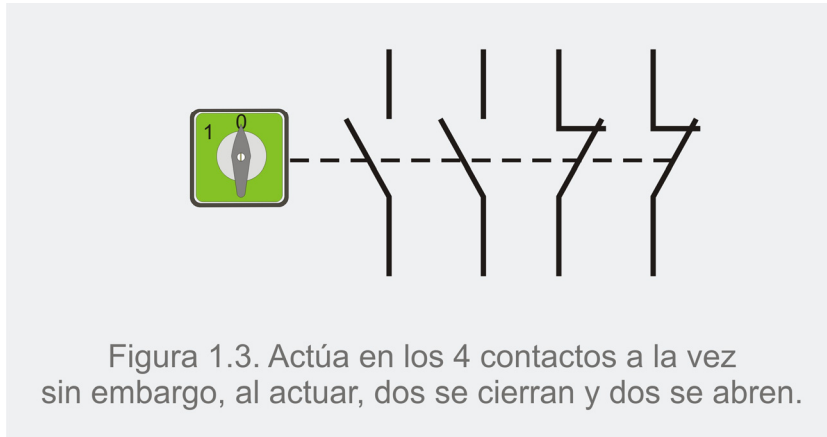 1 0
Figura 1.3. Actúa en los 4 contactos a la vez
sin embargo, al actuar, dos se cierran y dos se abren.